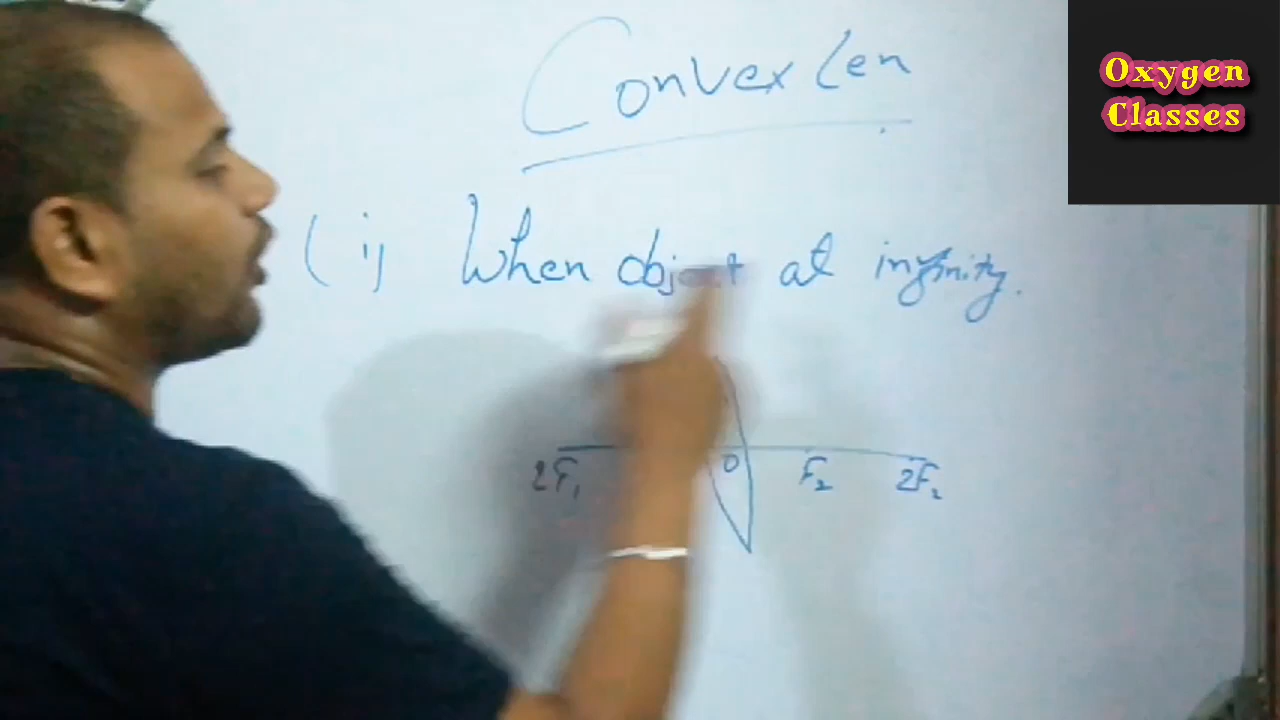 Oxygen
Classes
Convex len
(i) When object at infinity.
2F₁ O F₂ 2F₂